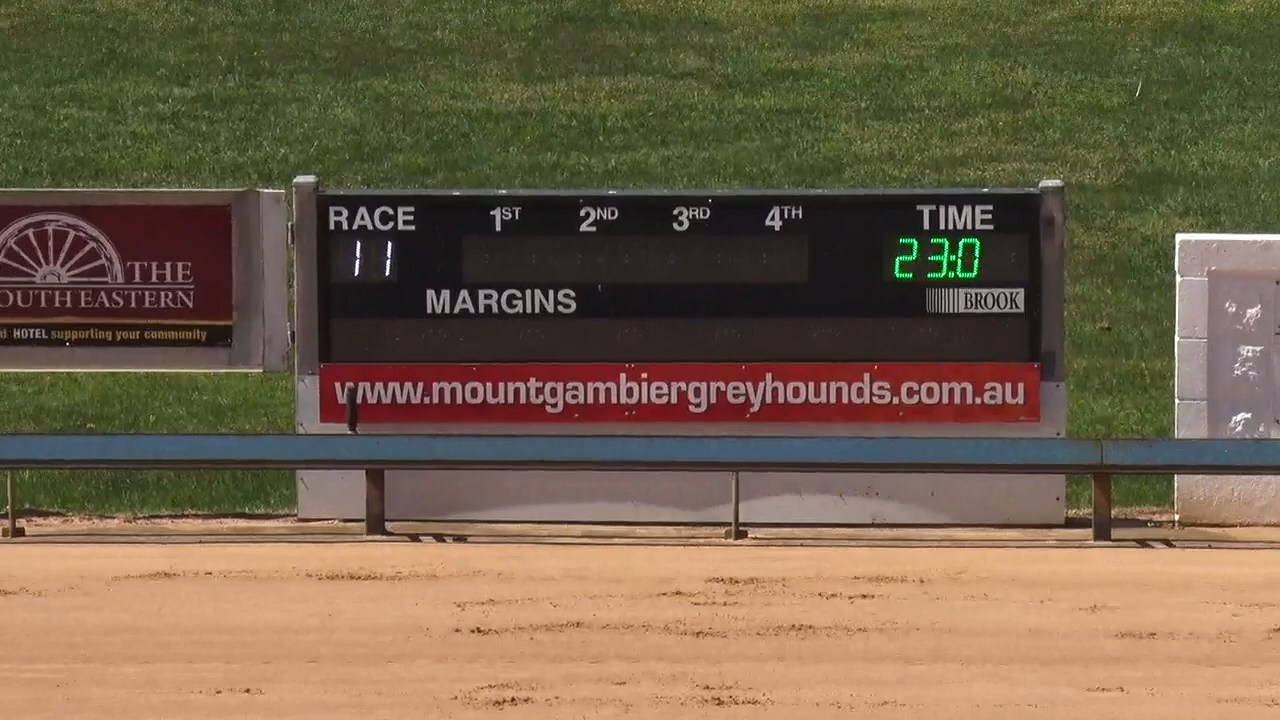 RACE 1ST 2ND 3RD 4TH TIME
11 23:0
MARGINS BROOK
www.mountgambiergreyhounds.com.au
THE
OUTH EASTERN
HOTEL supporting your community